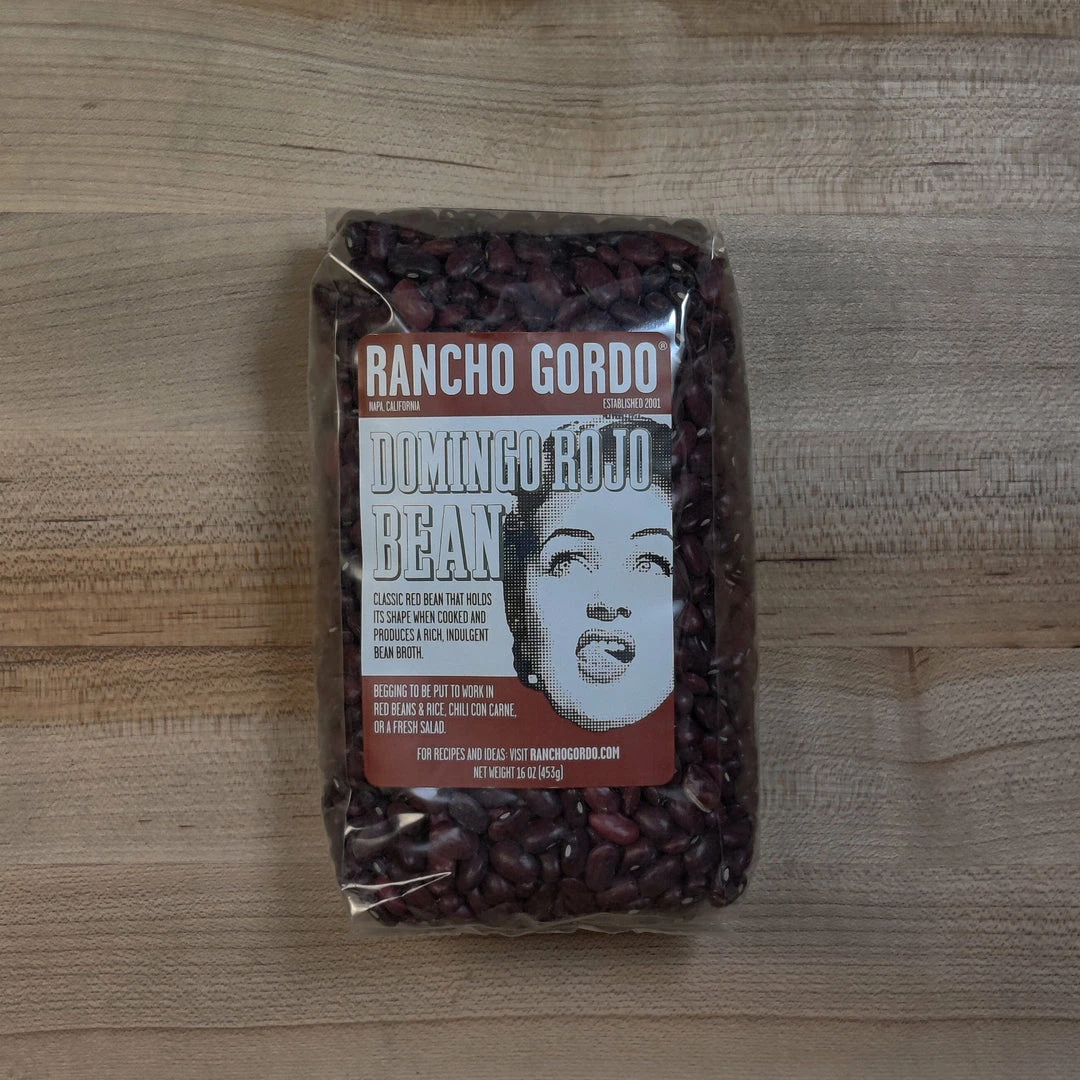 RANCHO GORDO®
NAPA, CALIFORNIA ESTABLISHED 2001
DOMINGO ROJO
BEAN
CLASSIC RED BEAN THAT HOLDS
ITS SHAPE WHEN COOKED AND
PRODUCES A RICH, INDULGENT
BEAN BROTH.
BEGGING TO BE PUT TO WORK IN
RED BEANS & RICE, CHILI CON CARNE,
OR A FRESH SALAD.
FOR RECIPES AND IDEAS: VISIT RANCHOGORDO.COM
NET WEIGHT 16 OZ (453g)